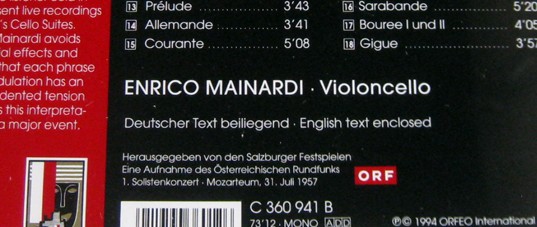 13 Prélude 3'43
14 Allemande 3'41
15 Courante 5'08
16 Sarabande 5'20
17 Bouree I und II 4'05
18 Gigue 3'57
sent live recordings
's Cello Suites.
Mainardi avoids
al effects and
that each phrase
dulation has an
dented tension
s this interpreta-
a major event.
ENRICO MAINARDI · Violoncello
Deutscher Text beiliegend · English text enclosed
Herausgegeben von den Salzburger Festspielen
Eine Aufnahme des Österreichischen Rundfunks
1. Solistenkonzert · Mozarteum, 31. Juli 1957
ORF
C 360 941 B
73'12 · MONO ADD
℗© 1994 ORFEO International